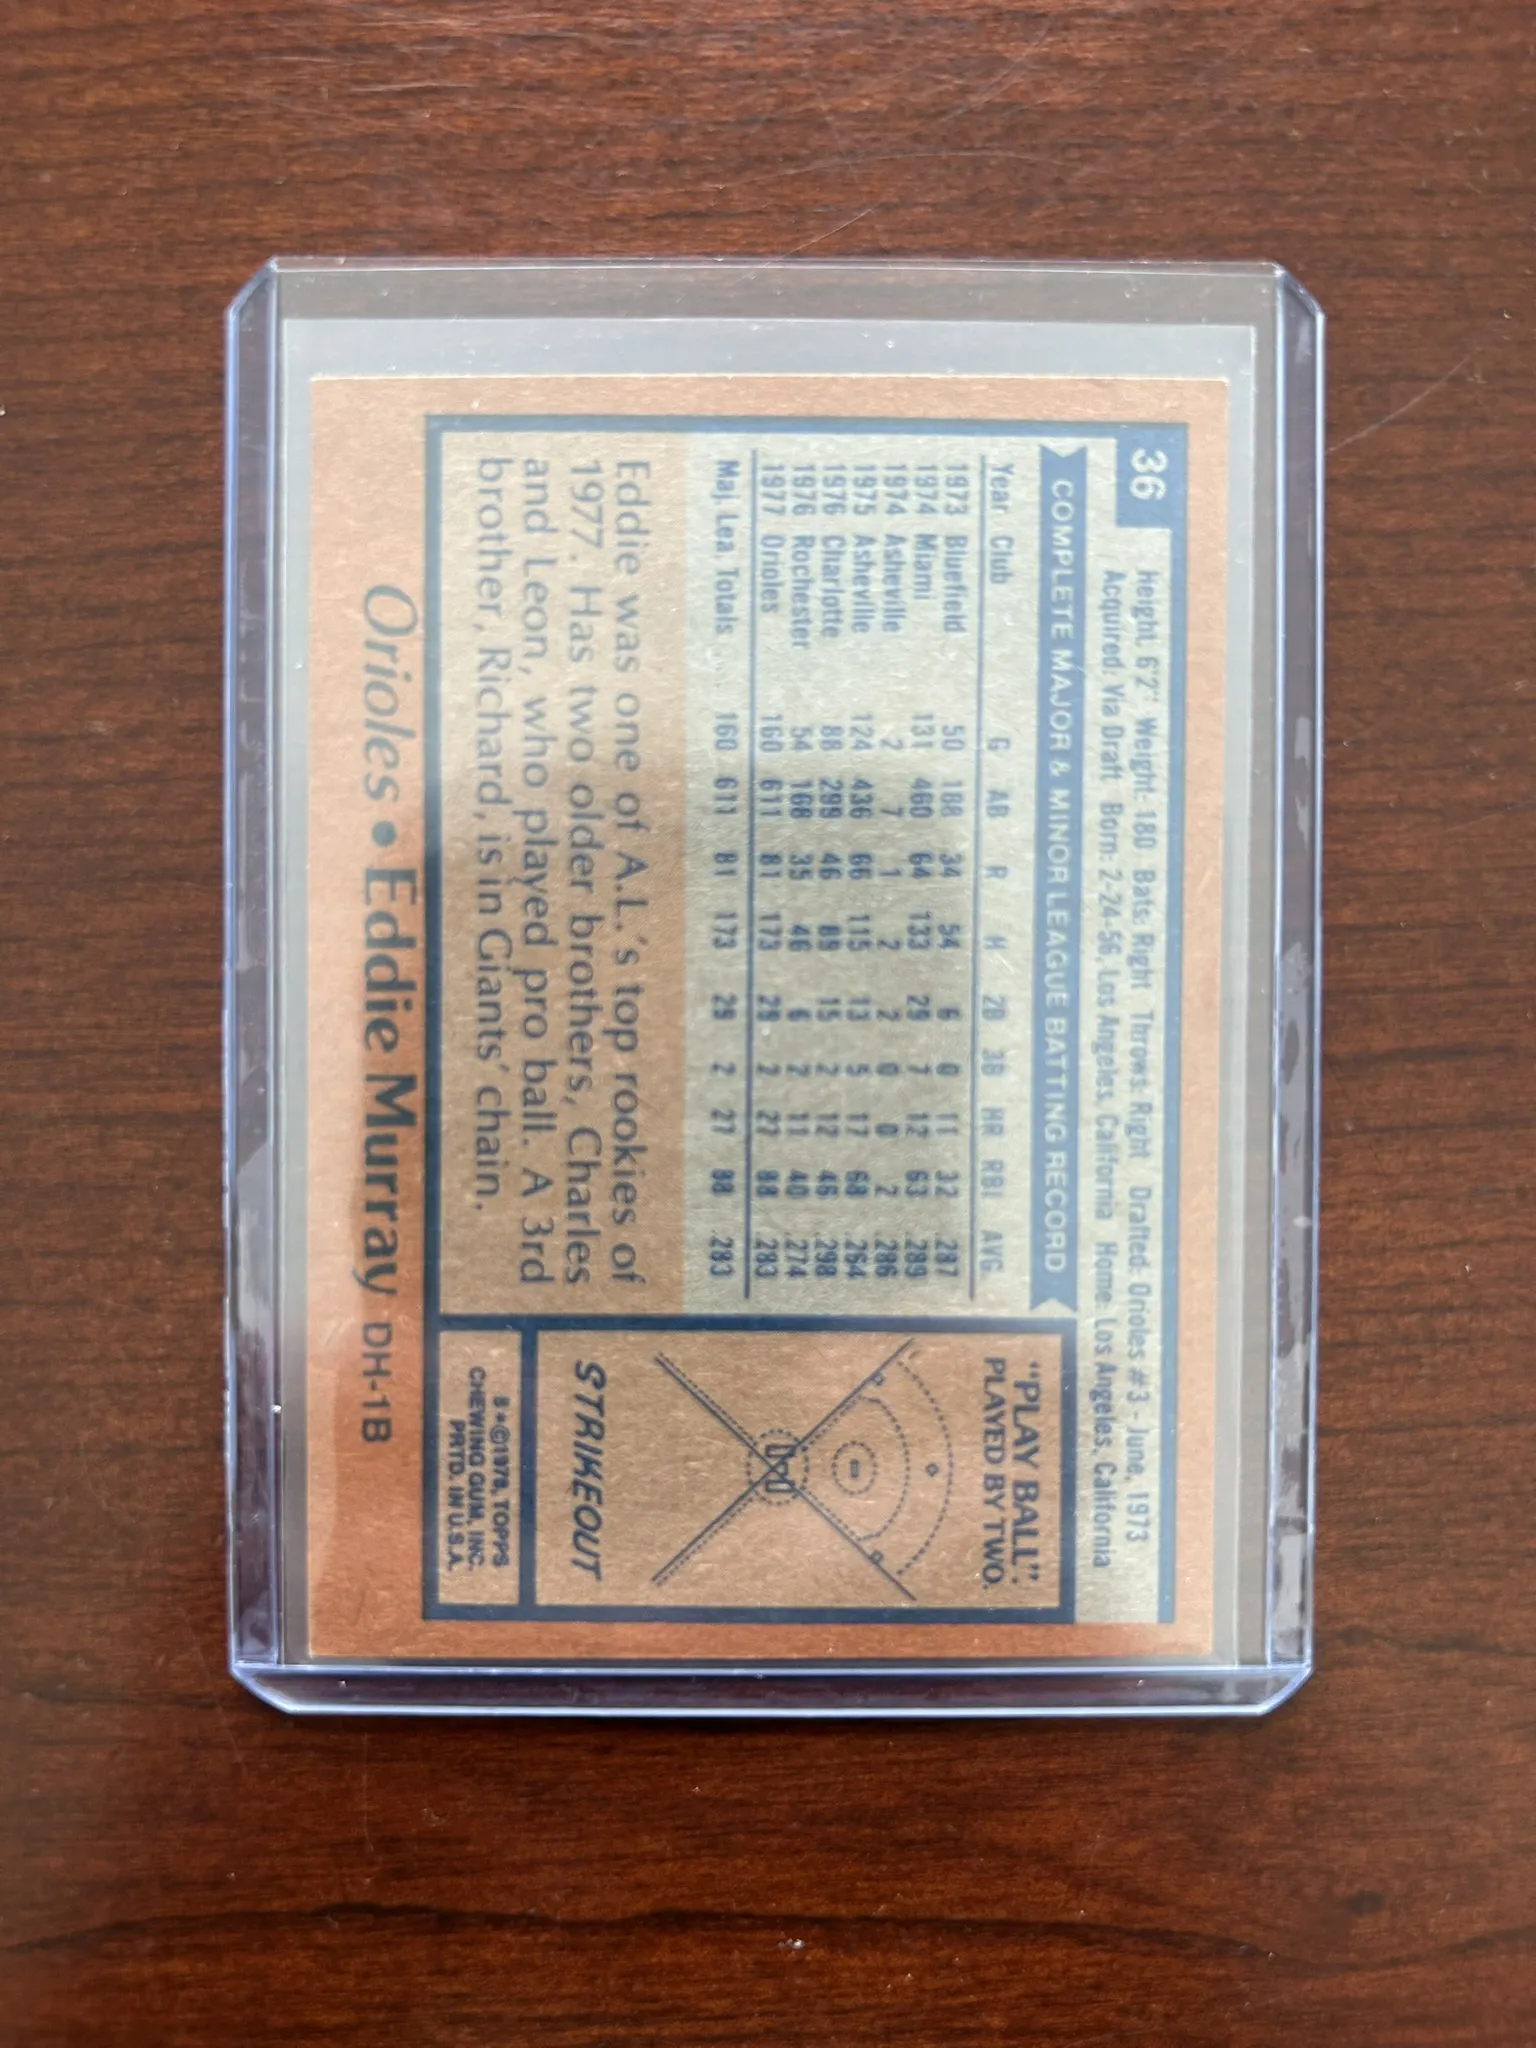 36
Height: 6'2" Weight: 180 Bats: Right Throws: Right Drafted: Orioles #3 - June, 1973
Acquired: Via Draft Born: 2-24-56, Los Angeles, California Home: Los Angeles, California
COMPLETE MAJOR & MINOR LEAGUE BATTING RECORD
Year Club G AB R H 2B 3B HR RBI AVG.
1973 Bluefield 50 188 34 54 6 0 11 32 .287
1974 Miami 131 460 64 133 29 7 12 63 .289
1974 Asheville 2 7 1 2 2 0 0 2 .286
1975 Asheville 124 436 66 115 13 5 17 68 .264
1976 Charlotte 88 299 46 89 15 2 12 46 .298
1976 Rochester 54 168 35 46 6 2 11 40 .274
1977 Orioles 160 611 81 173 29 2 27 88 .283
Maj. Lea. Totals 160 611 81 173 29 2 27 88 .283
Eddie was one of A.L.'s top rookies of
1977. Has two older brothers, Charles
and Leon, who played pro ball. A 3rd
brother, Richard, is in Giants' chain.
"PLAY BALL".
PLAYED BY TWO.
STRIKEOUT
B*©1978, TOPPS
CHEWING GUM, INC.
PRTD. IN U.S.A.
Orioles • Eddie Murray DH-1B